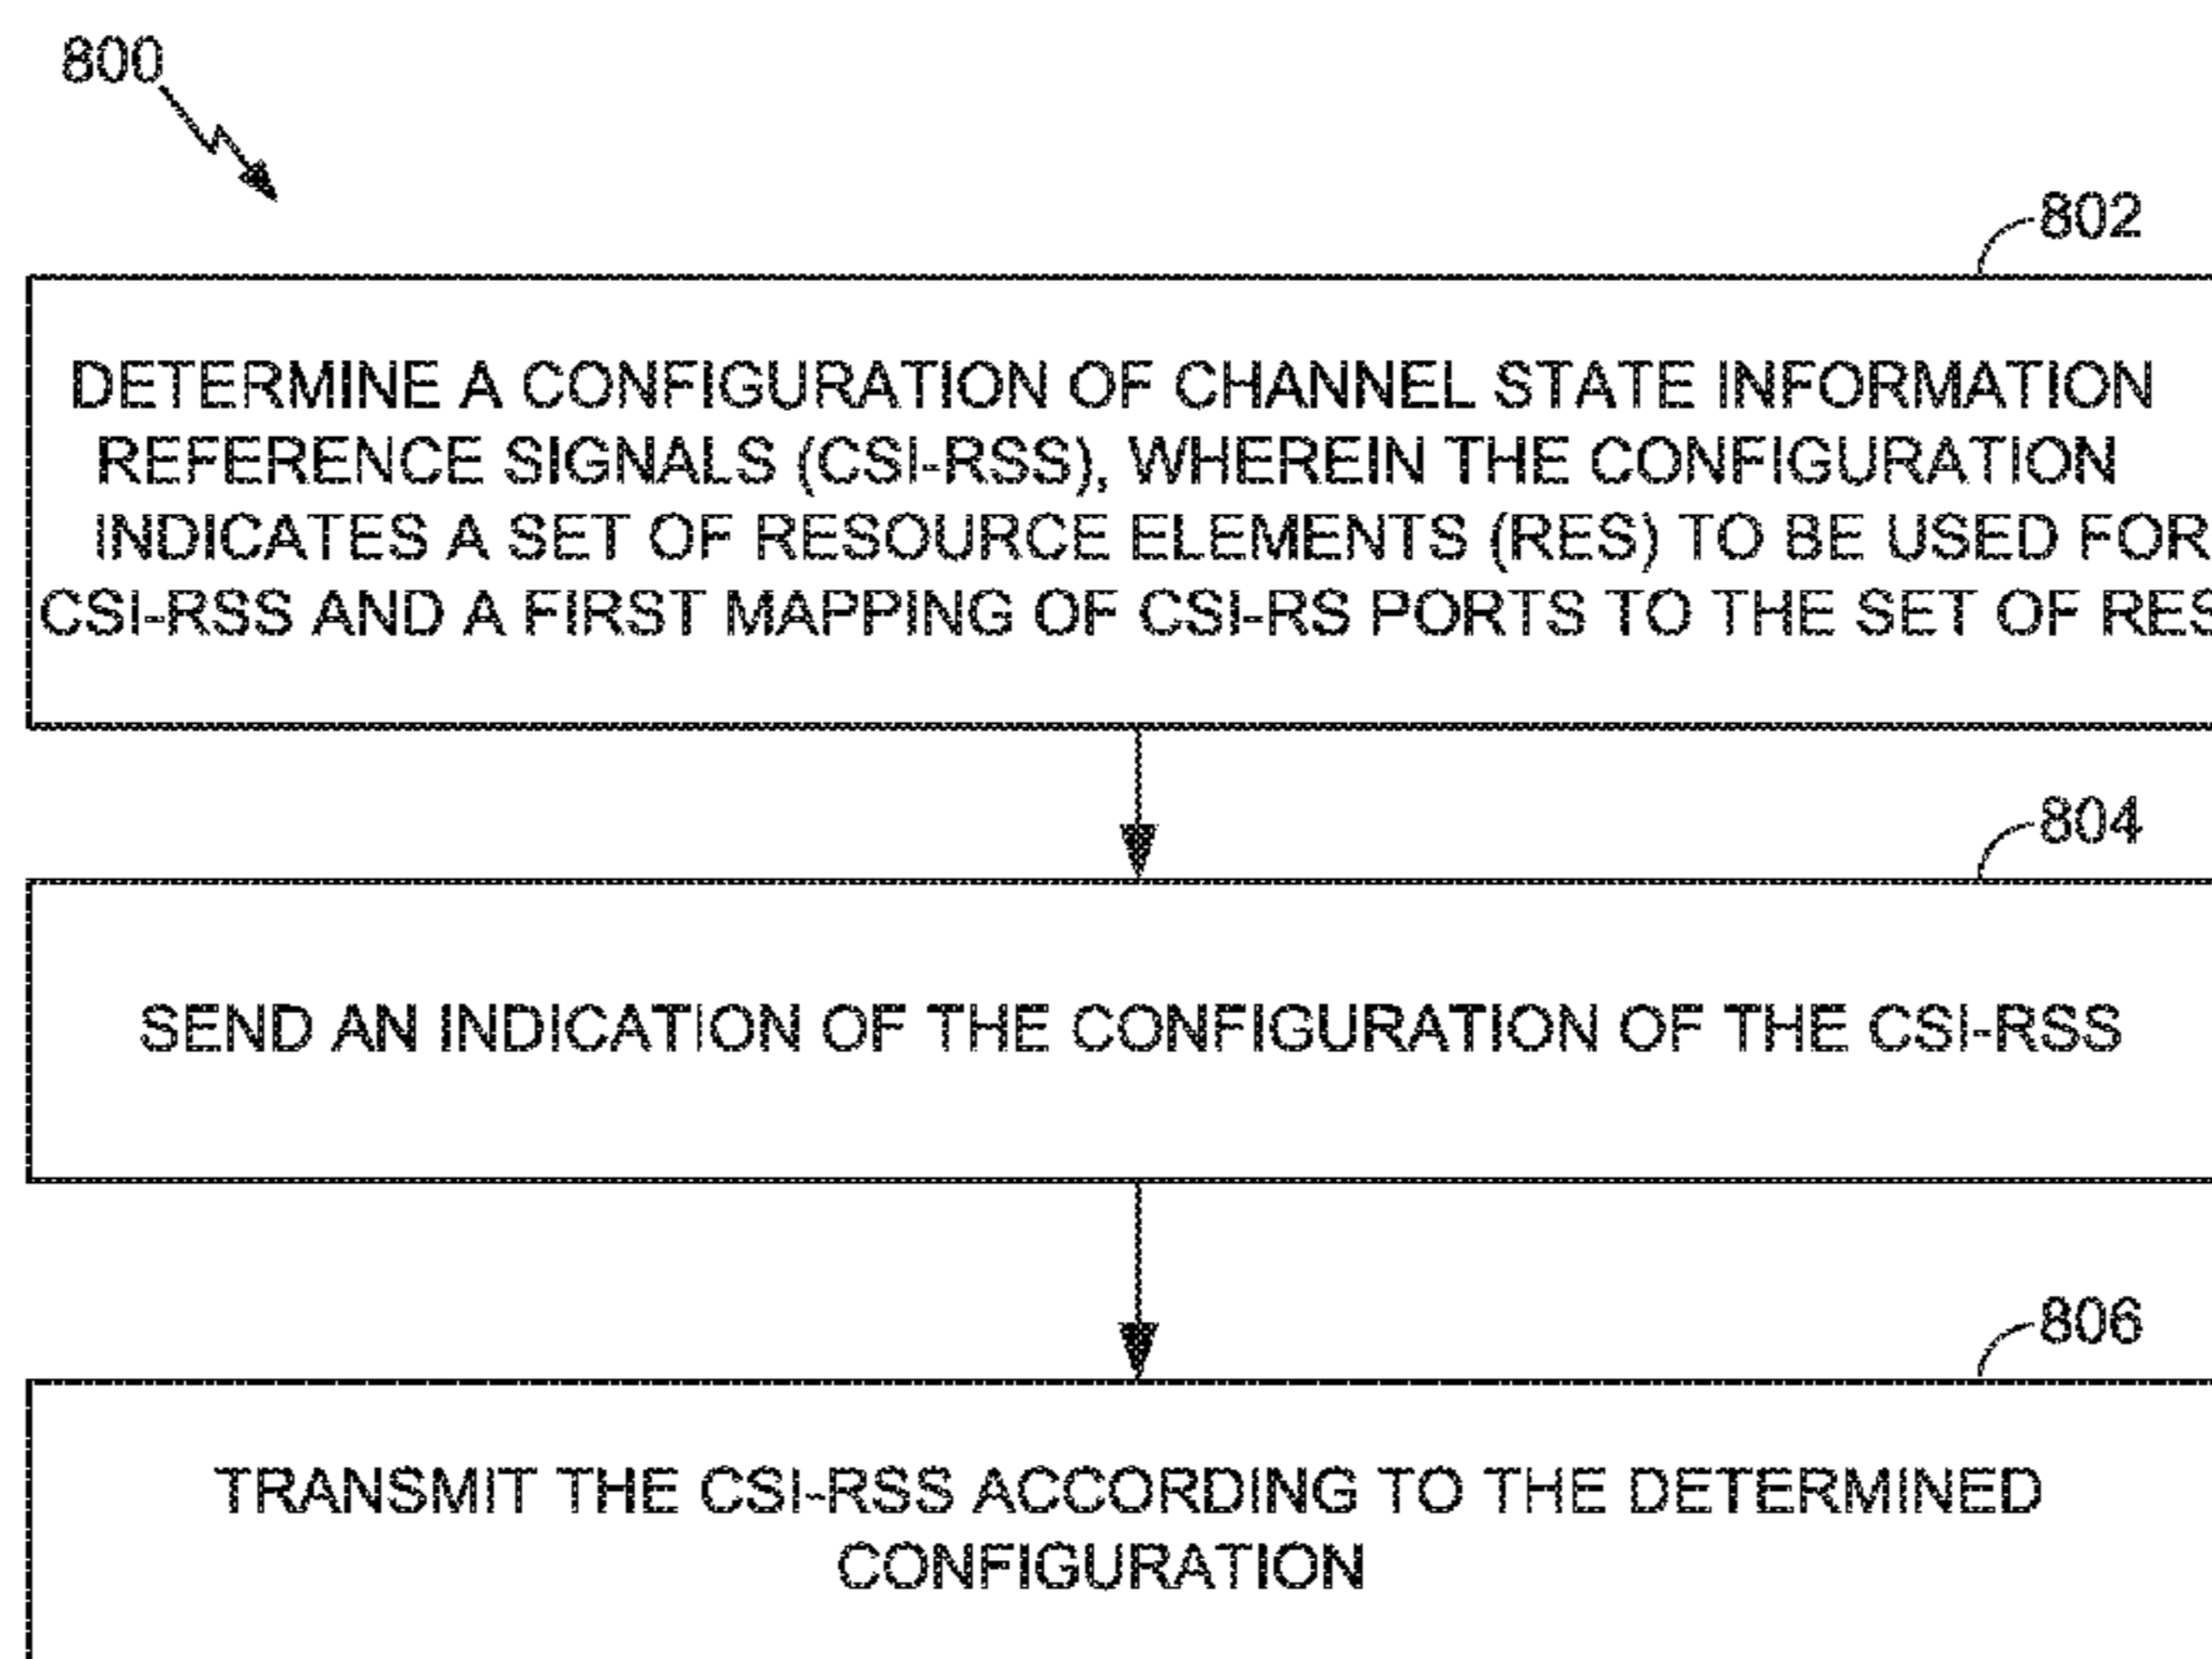 800
802
DETERMINE A CONFIGURATION OF CHANNEL STATE INFORMATION
REFERENCE SIGNALS (CSI-RSS), WHEREIN THE CONFIGURATION
INDICATES A SET OF RESOURCE ELEMENTS (RES) TO BE USED FOR
CSI-RSS AND A FIRST MAPPING OF CSI-RS PORTS TO THE SET OF RES
804
SEND AN INDICATION OF THE CONFIGURATION OF THE CSI-RSS
806
TRANSMIT THE CSI-RSS ACCORDING TO THE DETERMINED
CONFIGURATION